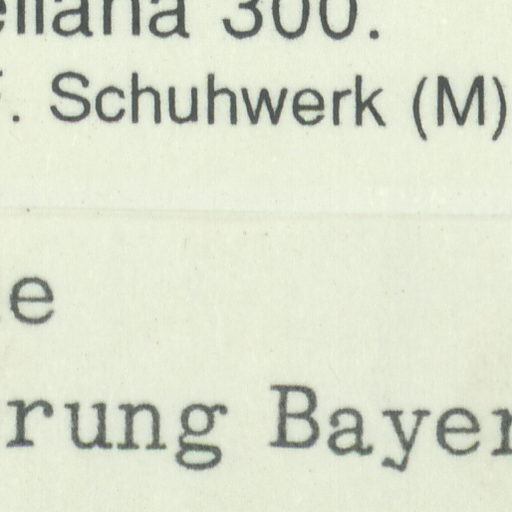 ellana 300.
F. Schuhwerk (M)
e
rung Bayer